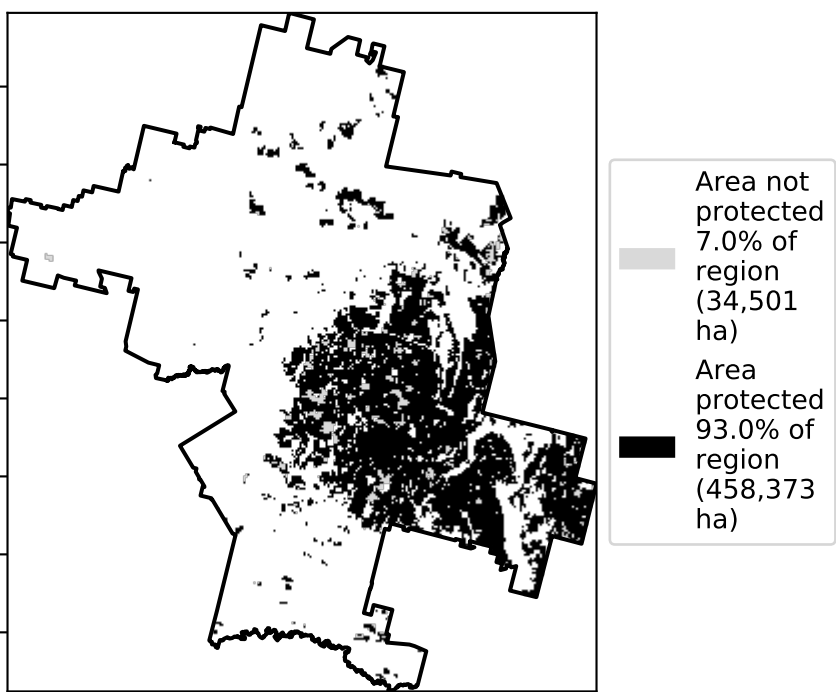 Area not
protected
7.0% of
region
(34,501
ha)
Area
protected
93.0% of
region
(458,373
ha)